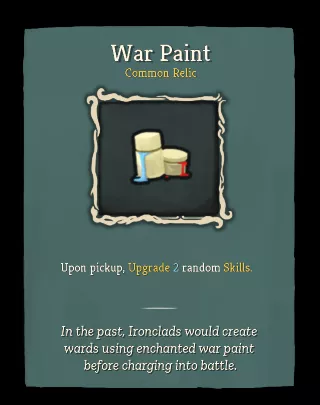 War Paint
Common Relic
Upon pickup, Upgrade 2 random Skills.
In the past, Ironclads would create
wards using enchanted war paint
before charging into battle.